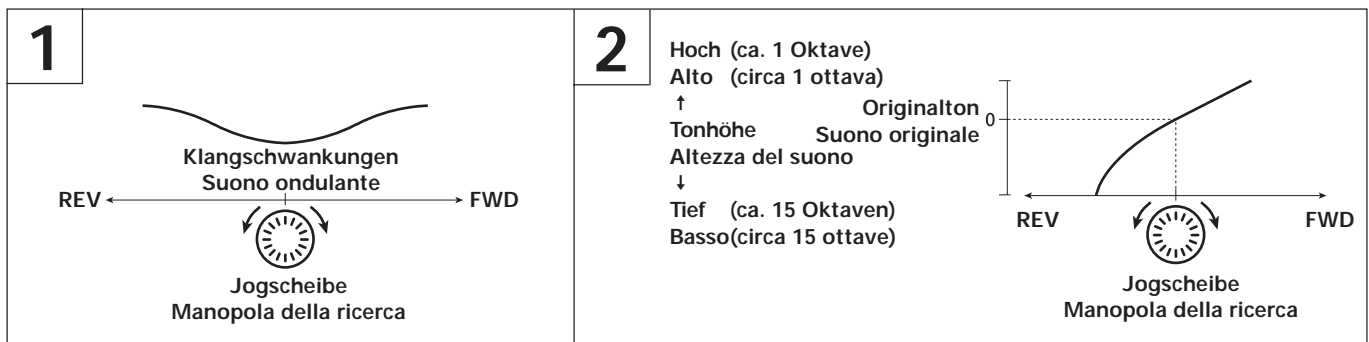 1
Klangschwankungen
Suono ondulante
REV
FWD
Jogscheibe
Manopola della ricerca
2
Hoch (ca. 1 Oktave)
Alto (circa 1 ottava)
↑
Tonhöhe
Altezza del suono
↓
Tief (ca. 15 Oktaven)
Basso(circa 15 ottave)
Originalton
Suono originale
0
REV
FWD
Jogscheibe
Manopola della ricerca